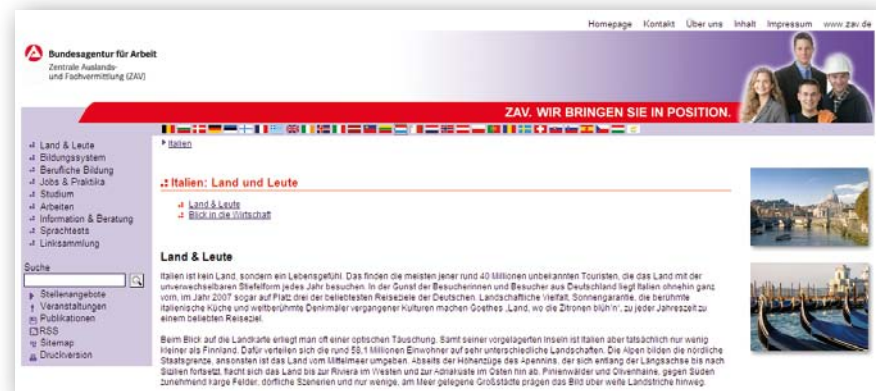 Homepage Kontakt Über uns Inhalt Impressum www.zav.de
Bundesagentur für Arbeit
Zentrale Auslands-
und Fachvermittlung (ZAV)
ZAV. WIR BRINGEN SIE IN POSITION.
Land & Leute
Bildungssystem
Berufliche Bildung
Jobs & Praktika
Studium
Arbeiten
Information & Beratung
Sprachtests
Linksammlung
Suche
Stellenangebote
Veranstaltungen
Publikationen
RSS
Sitemap
Druckversion
Italien
Italien: Land und Leute
Land & Leute
Blick in die Wirtschaft
Land & Leute
Italien ist kein Land, sondern ein Lebensgefühl. Das finden die meisten jener rund 40 Millionen unbekannten Touristen, die das Land mit der
unverwechselbaren Stiefelform jedes Jahr besuchen. In der Gunst der Besucherinnen und Besucher aus Deutschland liegt Italien ohnehin ganz
vorn, im Jahr 2007 sogar auf Platz drei der beliebtesten Reiseziele der Deutschen. Landschaftliche Vielfalt, Sonnengarantie, die berühmte
italienische Küche und weltberühmte Denkmäler vergangener Kulturen machen Goethes „Land, wo die Zitronen blüh'n“, zu jeder Jahreszeit zu
einem beliebten Reiseziel.
Beim Blick auf die Landkarte erliegt man oft einer optischen Täuschung. Samt seiner vorgelagerten Inseln ist Italien aber tatsächlich nur wenig
kleiner als Finnland. Dafür verteilen sich die rund 58,1 Millionen Einwohner auf sehr unterschiedliche Landschaften. Die Alpen bilden die nördliche
Staatsgrenze, ansonsten ist das Land vom Mittelmeer umgeben. Abseits der Höhenzüge des Apennins, der sich entlang der Längsachse bis nach
Sizilien fortsetzt, flacht sich das Land bis zur Riviera im Westen und zur Adriaküste im Osten hin ab. Pinienwälder und Olivenhaine, gegen Süden
zunehmend karge Felder, dörfliche Szenerien und nur wenige, am Meer gelegene Großstädte prägen das Bild über weite Landstriche hinweg.